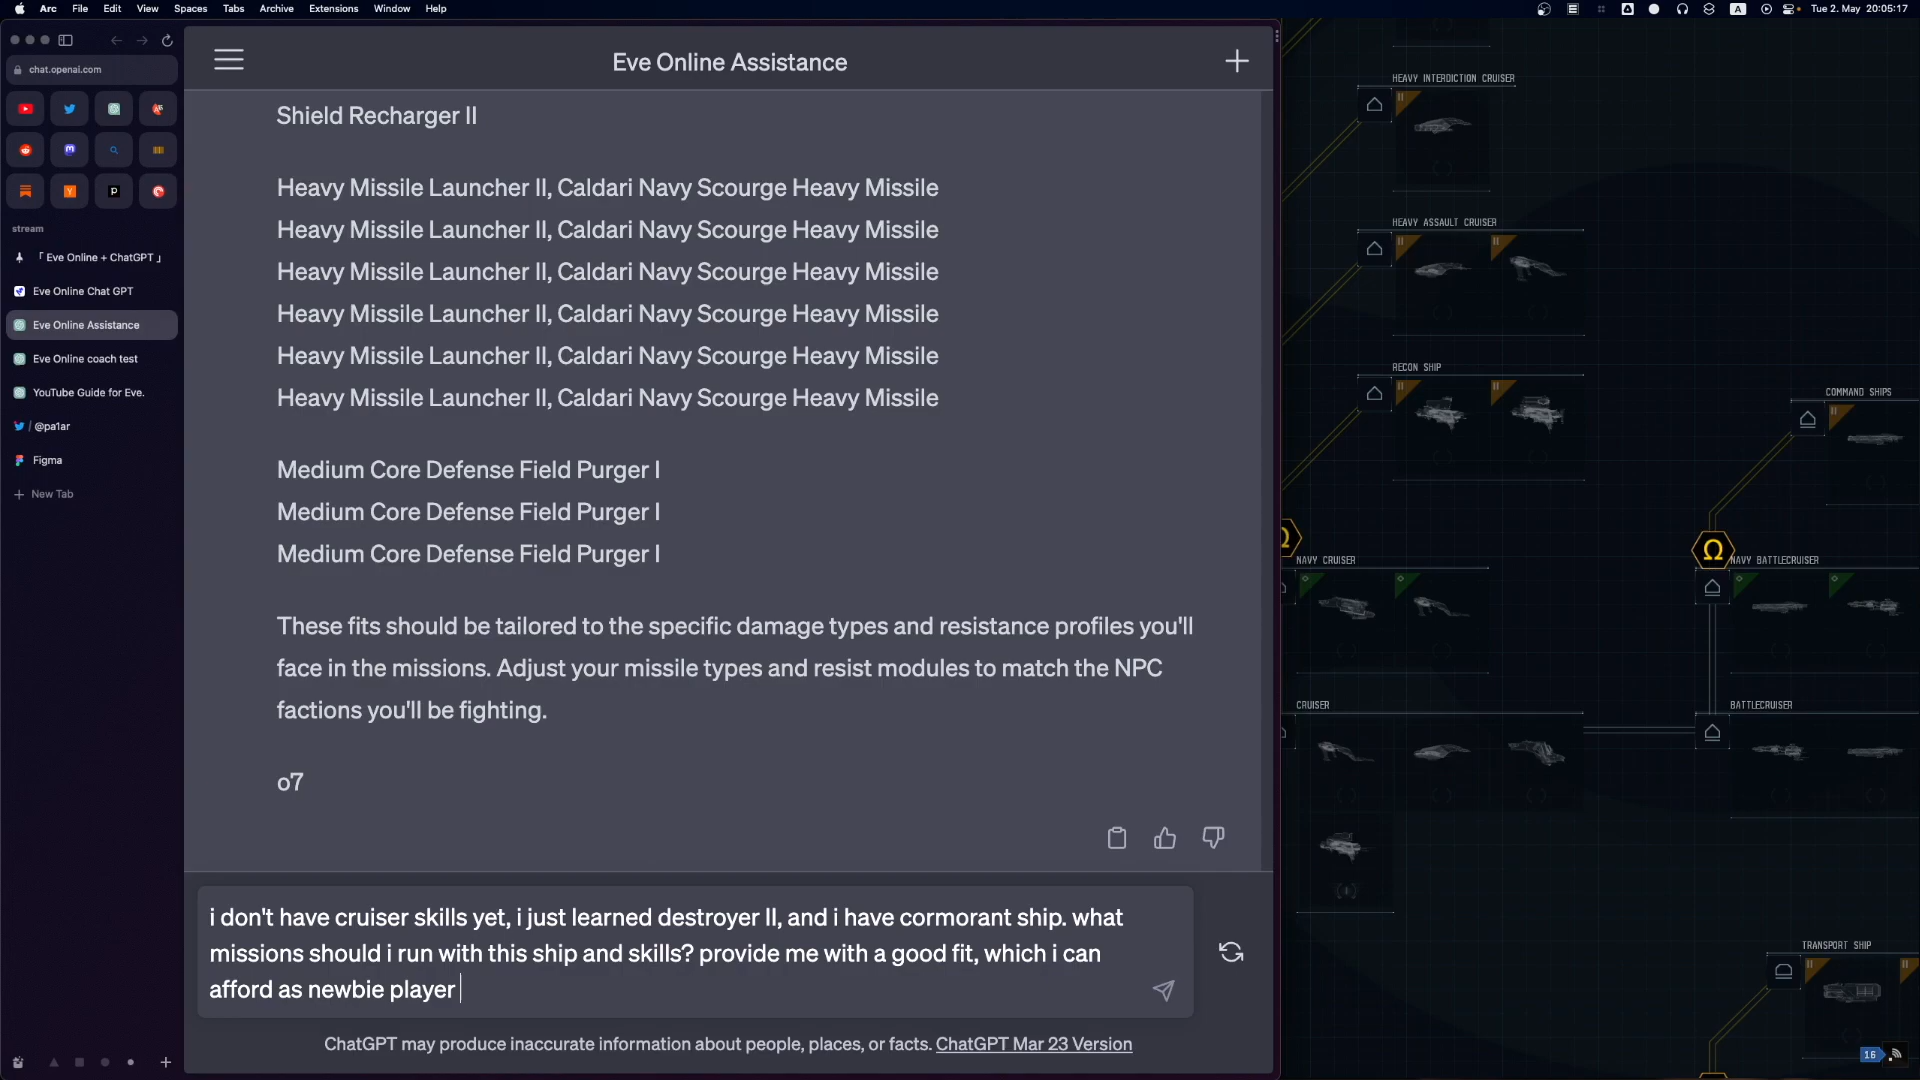 Arc File Edit View Spaces Tabs Archive Extensions Window Help
A
Tue 2. May 20:05:17
chat.openai.com
stream
「 Eve Online + ChatGPT 」
Eve Online Chat GPT
Eve Online Assistance
Eve Online coach test
YouTube Guide for Eve.
/ @pa1ar
Figma
New Tab
Eve Online Assistance
Shield Recharger II
Heavy Missile Launcher II, Caldari Navy Scourge Heavy Missile
Heavy Missile Launcher II, Caldari Navy Scourge Heavy Missile
Heavy Missile Launcher II, Caldari Navy Scourge Heavy Missile
Heavy Missile Launcher II, Caldari Navy Scourge Heavy Missile
Heavy Missile Launcher II, Caldari Navy Scourge Heavy Missile
Heavy Missile Launcher II, Caldari Navy Scourge Heavy Missile
Medium Core Defense Field Purger I
Medium Core Defense Field Purger I
Medium Core Defense Field Purger I
These fits should be tailored to the specific damage types and resistance profiles you'll
face in the missions. Adjust your missile types and resist modules to match the NPC
factions you'll be fighting.
o7
i don't have cruiser skills yet, i just learned destroyer II, and i have cormorant ship. what
missions should i run with this ship and skills? provide me with a good fit, which i can
afford as newbie player
ChatGPT may produce inaccurate information about people, places, or facts. ChatGPT Mar 23 Version
HEAVY INTERDICTION CRUISER
HEAVY ASSAULT CRUISER
RECON SHIP
COMMAND SHIPS
Ω
NAVY CRUISER
NAVY BATTLECRUISER
CRUISER
BATTLECRUISER
TRANSPORT SHIP
16